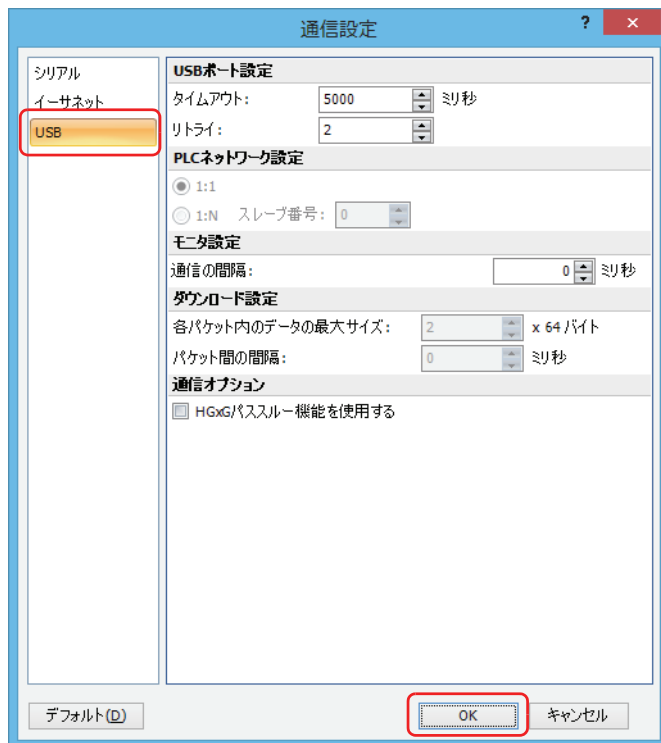 通信設定
?
×
シリアル
イーサネット
USB
USBポート設定
タイムアウト: 5000 ミリ秒
リトライ: 2
PLCネットワーク設定
1:1
1:N スレーブ番号: 0
モニタ設定
通信の間隔: 0 ミリ秒
ダウンロード設定
各パケット内のデータの最大サイズ: 2 x 64 バイト
パケット間の間隔: 0 ミリ秒
通信オプション
HGxGパススルー機能を使用する
デフォルト(D)
OK
キャンセル